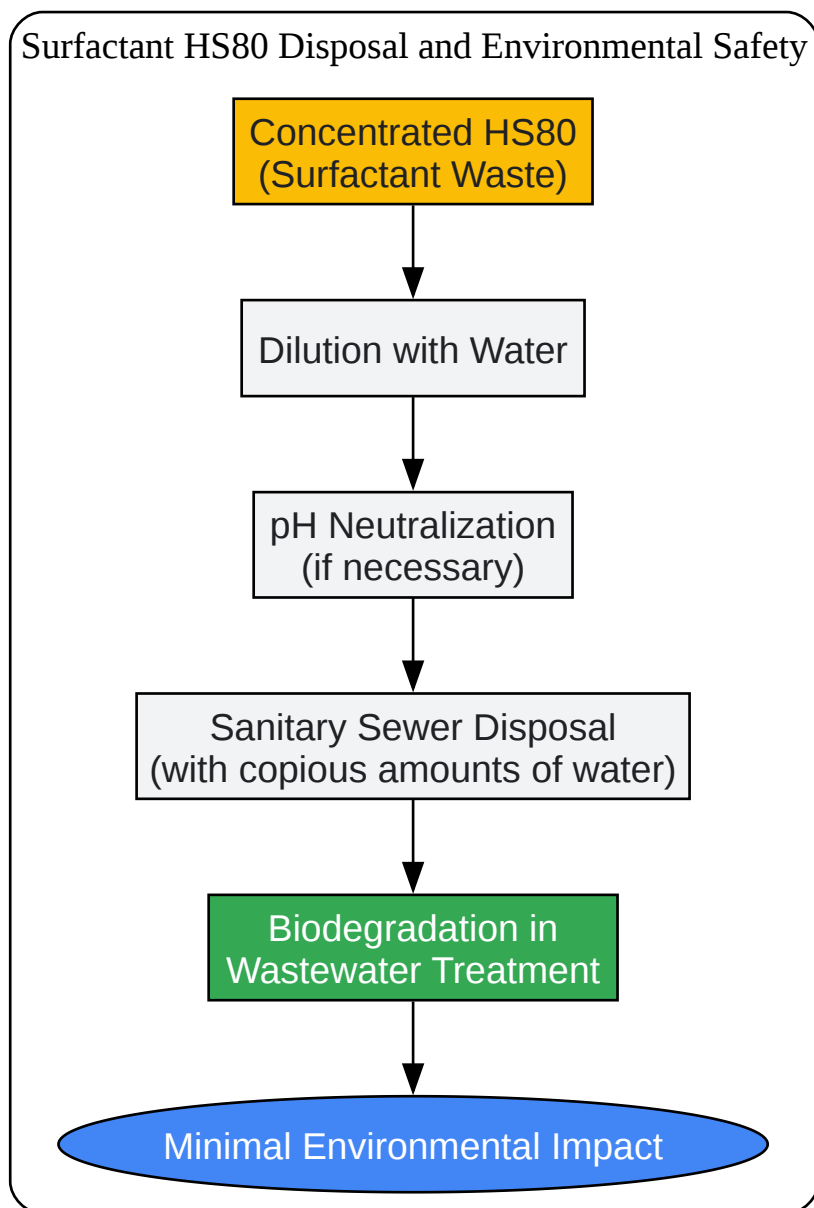 Surfactant HS80 Disposal and Environmental Safety
Concentrated HS80
(Surfactant Waste)
Dilution with Water
pH Neutralization
(if necessary)
Sanitary Sewer Disposal
(with copious amounts of water)
Biodegradation in
Wastewater Treatment
Minimal Environmental Impact